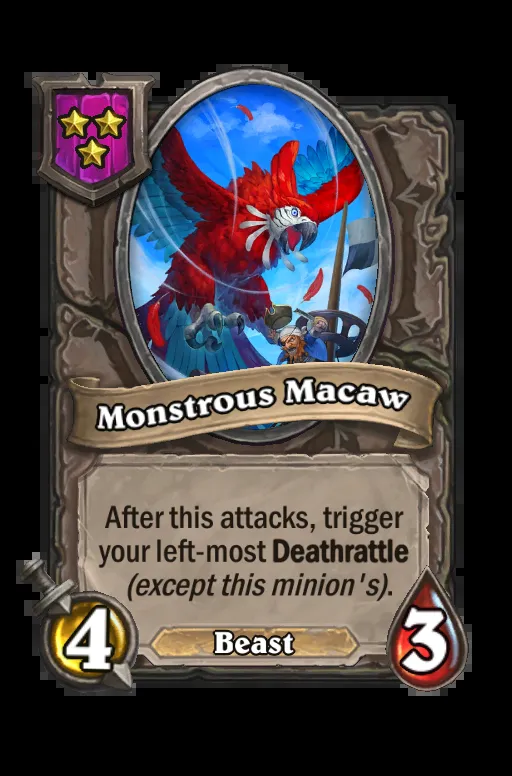 Monstrous Macaw
After this attacks, trigger
your left-most Deathrattle
(except this minion's).
4
Beast
3